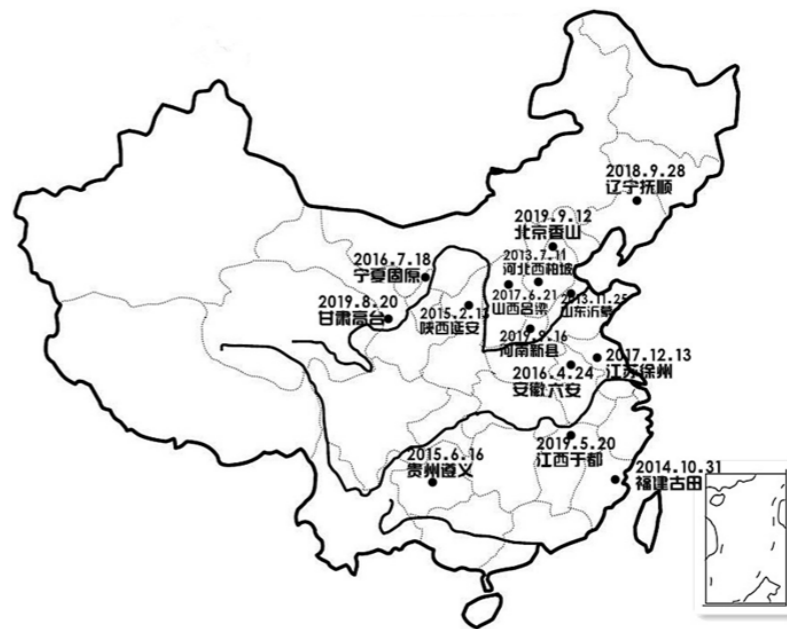 2018.9.28
辽宁抚顺
2019.9.12
北京香山
2013.7.11
河北西柏坡
2016.7.18
宁夏固原
2017.6.21
山西吕梁
2013.11.25
山东沂蒙
2019.8.20
甘肃高台
2015.2.13
陕西延安
2019.9.16
河南新县
2017.12.13
江苏徐州
2016.4.24
安徽六安
2019.5.20
江西于都
2015.6.16
贵州遵义
2014.10.31
福建古田